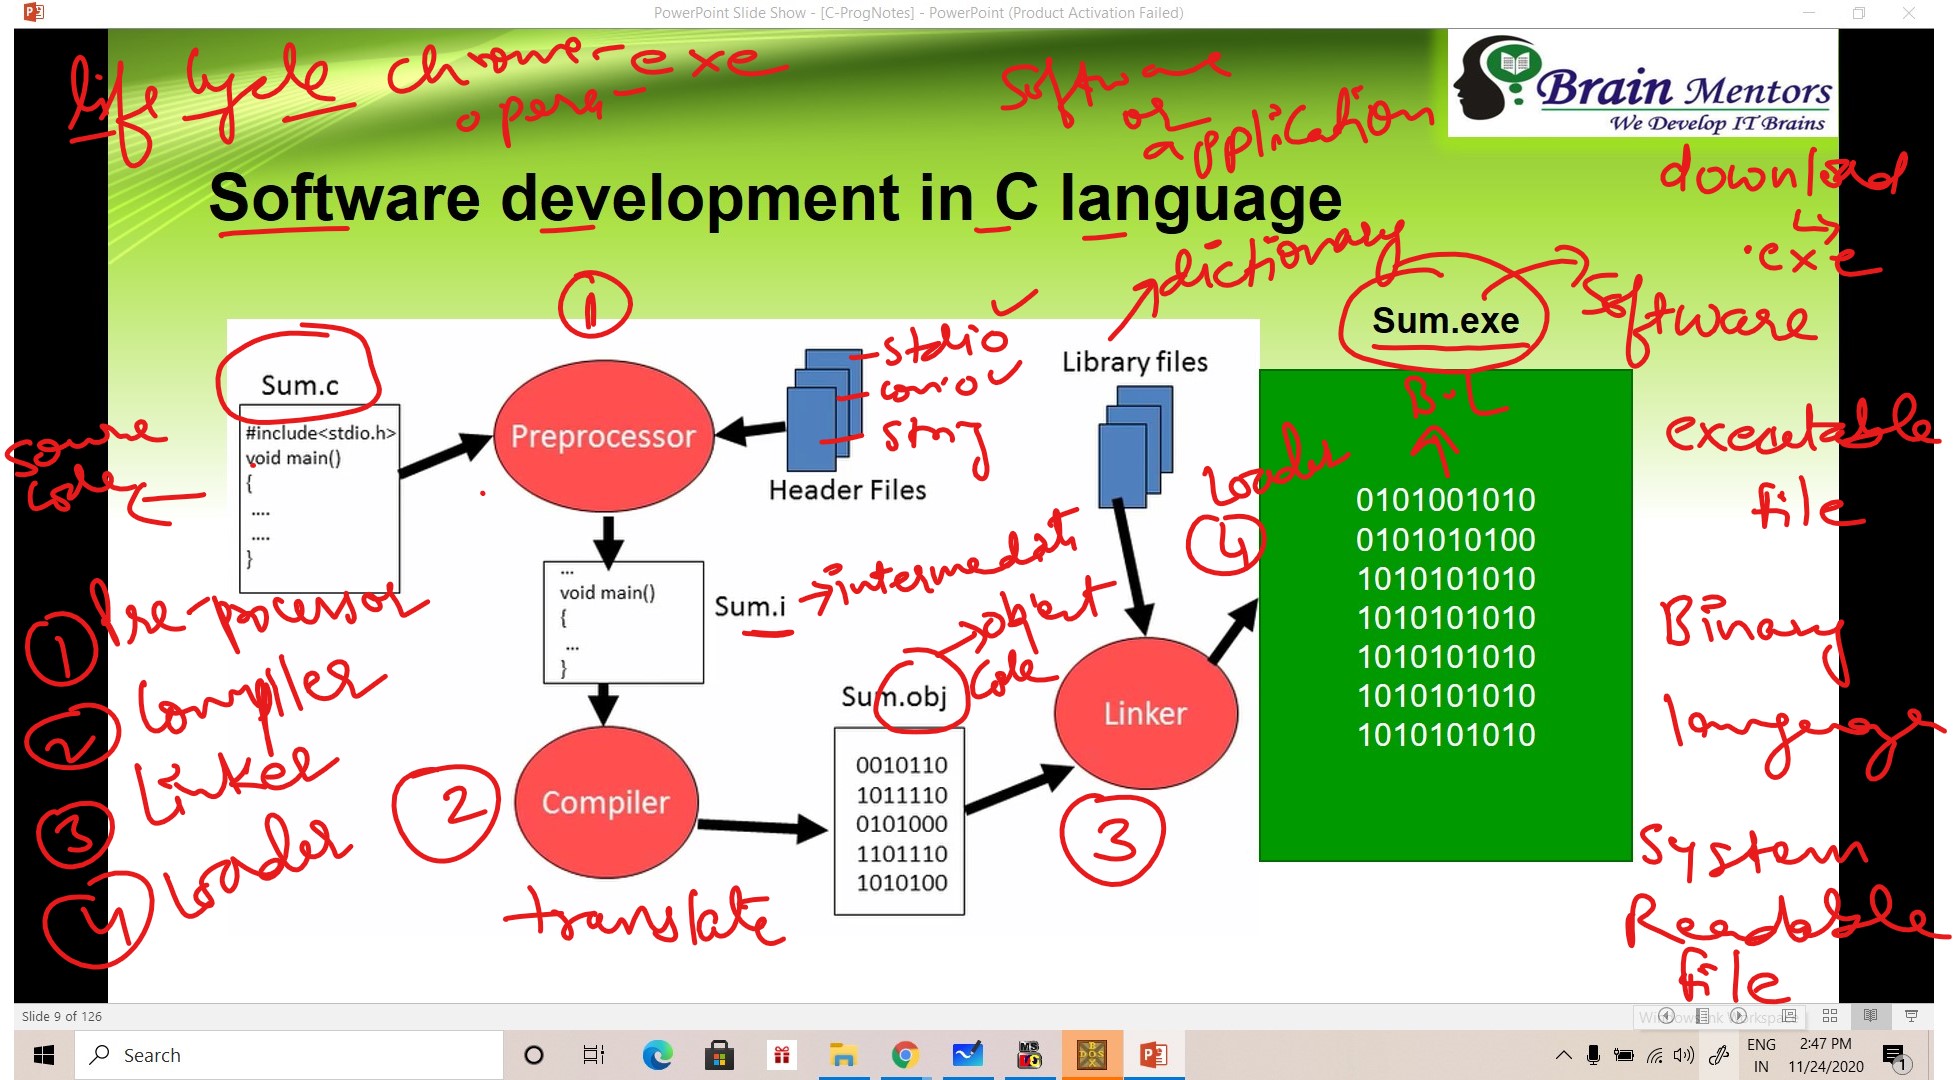 PowerPoint Slide Show - [C-ProgNotes] - PowerPoint (Product Activation Failed)
life cycle chrome-exe
opera-
Software
or
application
Brain Mentors
We Develop IT Brains
Software development in C language
download
↳
.exe
dictionary
1
Sum.exe
Software
B.L
Sum.c
#include<stdio.h>
void main()
{
....
....
}
source
code
Preprocessor
stdio
conio
string
Header Files
Library files
Loader
4
executable
file
0101001010
0101010100
1010101010
1010101010
1010101010
1010101010
1010101010
...
void main()
{
...
}
Sum.i
intermediate
object
code
Sum.obj
0010110
1011110
0101000
1101110
1010100
Linker
3
Compiler
2
translate
1 Pre-pocessor
2 Compiler
3 Linker
4 Loader
Binary
language
System
Readable
file
Slide 9 of 126
Search
ENG
IN
2:47 PM
11/24/2020
1